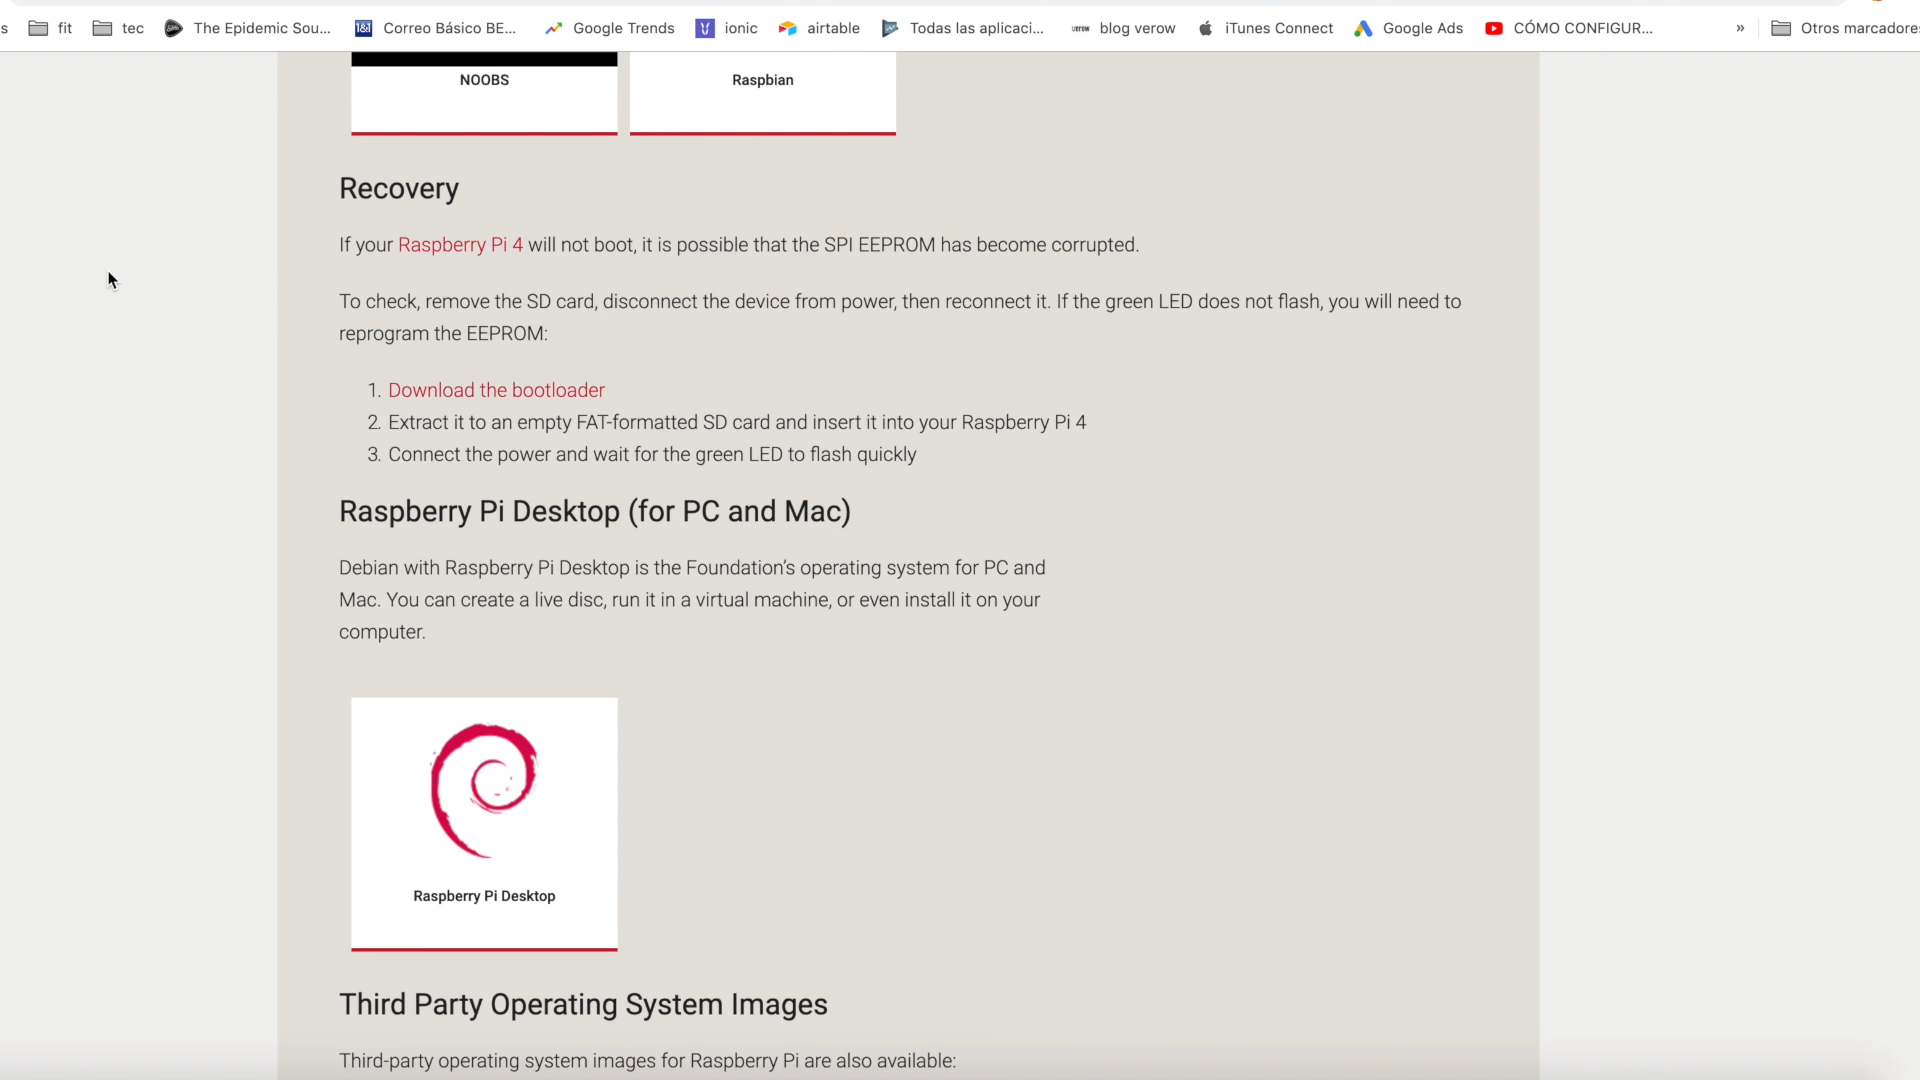 s fit tec The Epidemic Sou... Correo Básico BE... Google Trends ionic airtable Todas las aplicaci... blog verow iTunes Connect Google Ads CÓMO CONFIGUR... » Otros marcadores
NOOBS Raspbian
Recovery
If your Raspberry Pi 4 will not boot, it is possible that the SPI EEPROM has become corrupted.
To check, remove the SD card, disconnect the device from power, then reconnect it. If the green LED does not flash, you will need to
reprogram the EEPROM:
1. Download the bootloader
2. Extract it to an empty FAT-formatted SD card and insert it into your Raspberry Pi 4
3. Connect the power and wait for the green LED to flash quickly
Raspberry Pi Desktop (for PC and Mac)
Debian with Raspberry Pi Desktop is the Foundation's operating system for PC and
Mac. You can create a live disc, run it in a virtual machine, or even install it on your
computer.
Raspberry Pi Desktop
Third Party Operating System Images
Third-party operating system images for Raspberry Pi are also available: